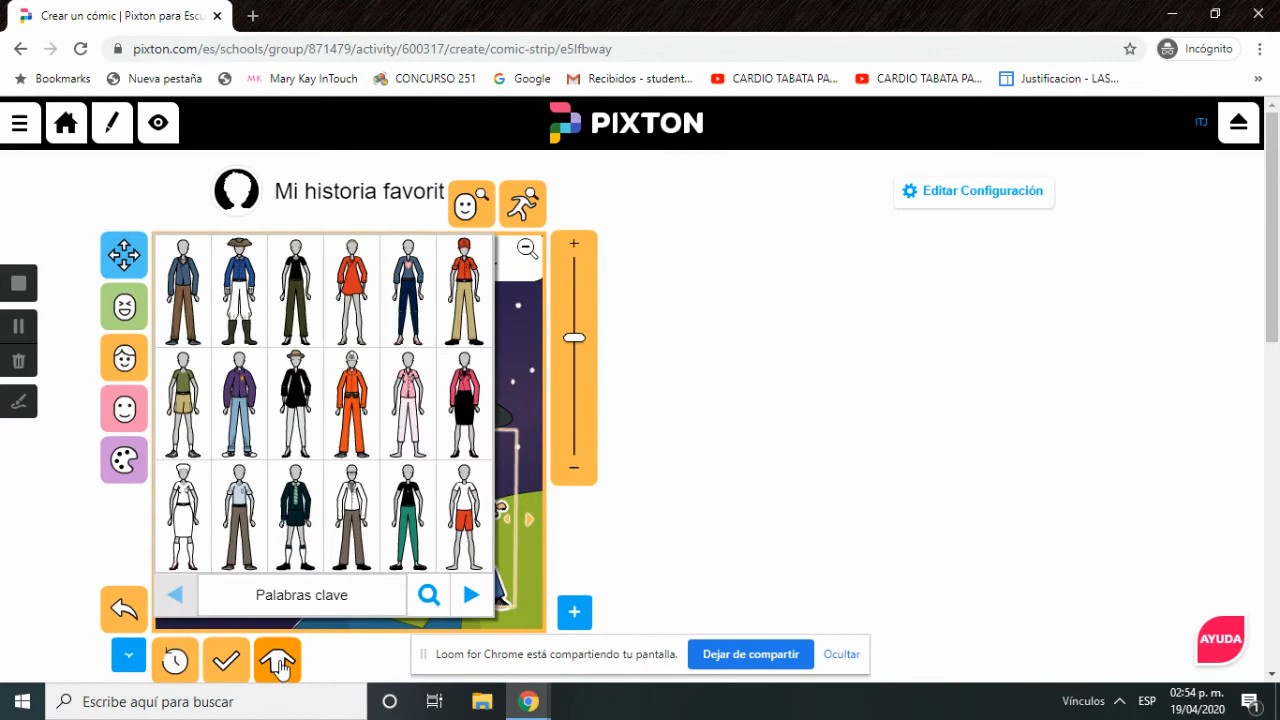 Crear un cómic | Pixton para Escu
pixton.com/es/schools/group/871479/activity/600317/create/comic-strip/e5lfbway
Incógnito
Bookmarks
Nueva pestaña
MK
Mary Kay InTouch
CONCURSO 251
Google
Recibidos - student...
CARDIO TABATA PA...
CARDIO TABATA PA...
Justificacion - LAS...
»
PIXTON
ITJ
Mi historia favorit
Editar Configuración
Palabras clave
AYUDA
Loom for Chrome está compartiendo tu pantalla.
Dejar de compartir
Ocultar
Escribe aquí para buscar
Vínculos
ESP
02:54 p. m.
19/04/2020
1